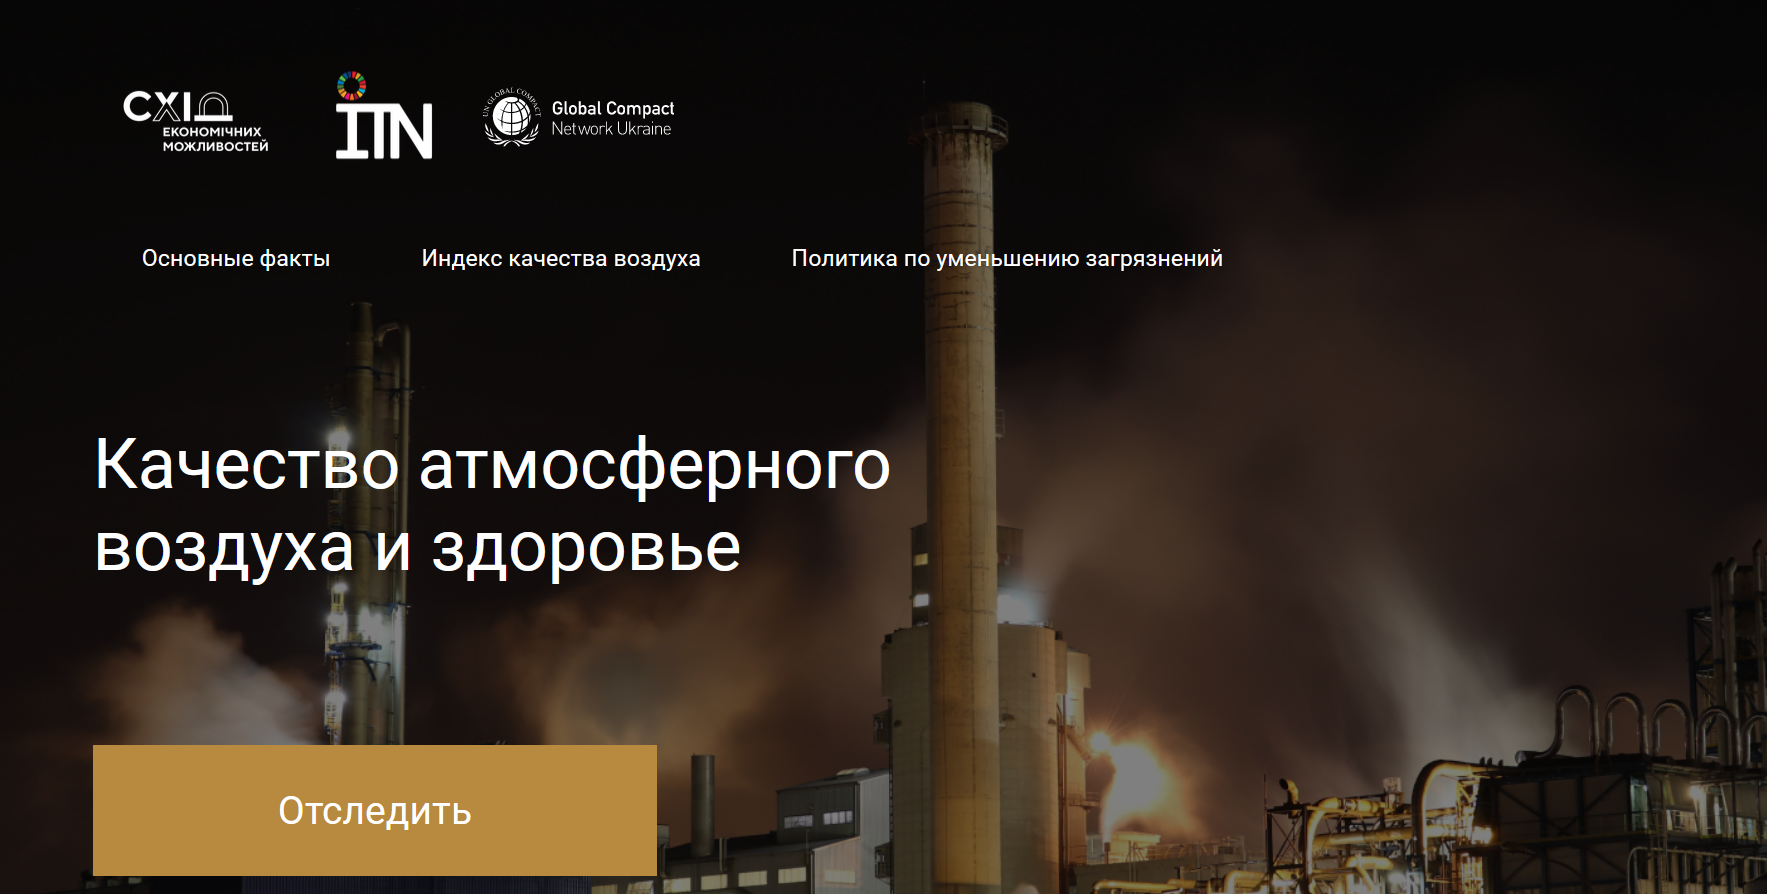 СХІД
ЕКОНОМІЧНИХ
МОЖЛИВОСТЕЙ
ITN
UN GLOBAL COMPACT
Global Compact
Network Ukraine
Основные факты
Индекс качества воздуха
Политика по уменьшению загрязнений
Качество атмосферного
воздуха и здоровье
Отследить